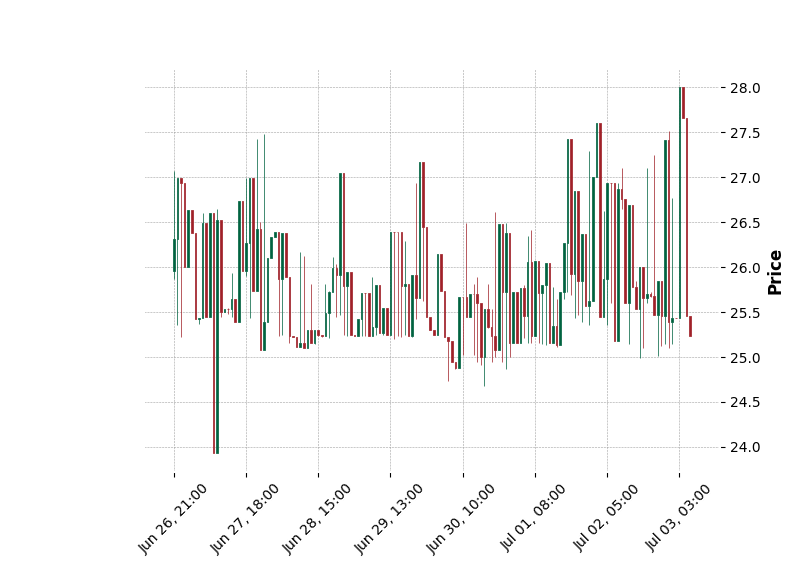 28.0
27.5
27.0
26.5
26.0
25.5
25.0
24.5
24.0
Price
Jun 26, 21:00
Jun 27, 18:00
Jun 28, 15:00
Jun 29, 13:00
Jun 30, 10:00
Jul 01, 08:00
Jul 02, 05:00
Jul 03, 03:00